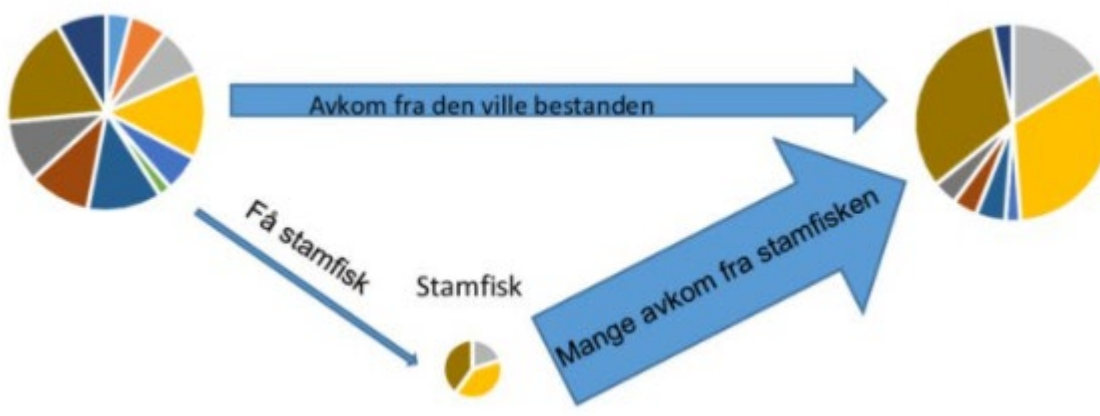 Avkom fra den ville bestanden
Få stamfisk
Stamfisk
Mange avkom fra stamfisken